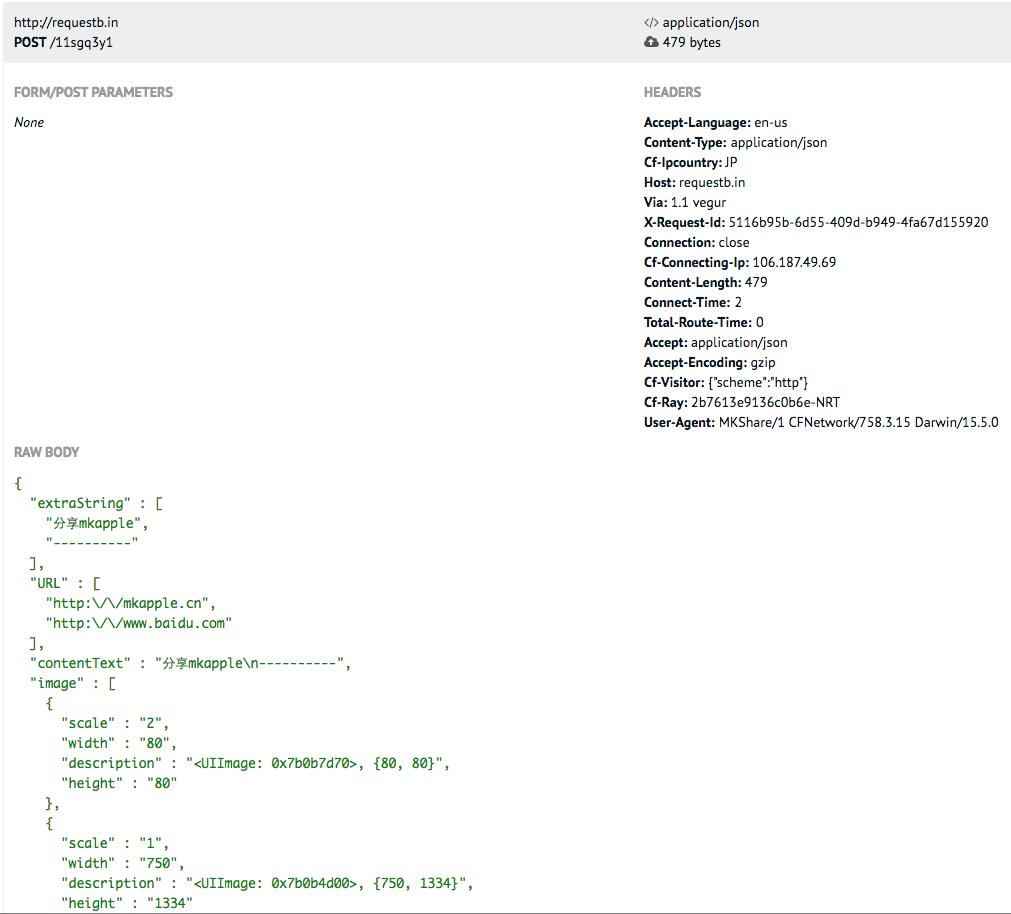 http://requestb.in
POST /11sgq3y1
application/json
479 bytes
FORM/POST PARAMETERS
None
HEADERS
Accept-Language: en-us
Content-Type: application/json
Cf-Ipcountry: JP
Host: requestb.in
Via: 1.1 vegur
X-Request-Id: 5116b95b-6d55-409d-b949-4fa67d155920
Connection: close
Cf-Connecting-Ip: 106.187.49.69
Content-Length: 479
Connect-Time: 2
Total-Route-Time: 0
Accept: application/json
Accept-Encoding: gzip
Cf-Visitor: {"scheme":"http"}
Cf-Ray: 2b7613e9136c0b6e-NRT
User-Agent: MKShare/1 CFNetwork/758.3.15 Darwin/15.5.0
RAW BODY
{
  "extraString" : [
    "分享mkapple",
    "----------"
  ],
  "URL" : [
    "http:\/\/mkapple.cn",
    "http:\/\/www.baidu.com"
  ],
  "contentText" : "分享mkapple\n----------",
  "image" : [
    {
      "scale" : "2",
      "width" : "80",
      "description" : "<UIImage: 0x7b0b7d70>, {80, 80}",
      "height" : "80"
    },
    {
      "scale" : "1",
      "width" : "750",
      "description" : "<UIImage: 0x7b0b4d00>, {750, 1334}",
      "height" : "1334"